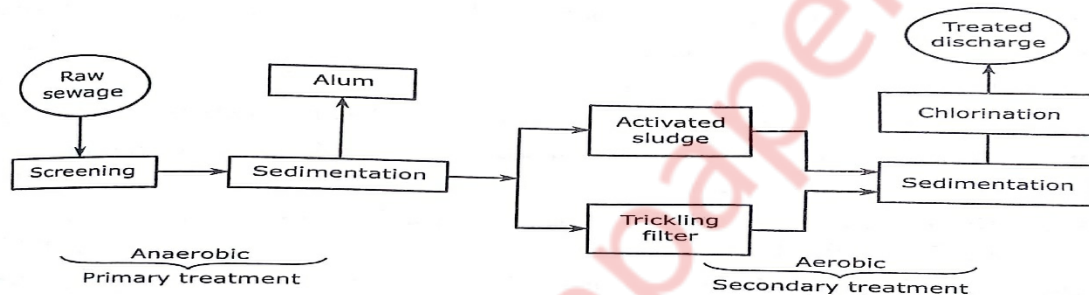 Raw
sewage
Screening
Alum
Sedimentation
Activated
sludge
Trickling
filter
Treated
discharge
Chlorination
Sedimentation
Anaerobic
Primary treatment
Aerobic
Secondary treatment